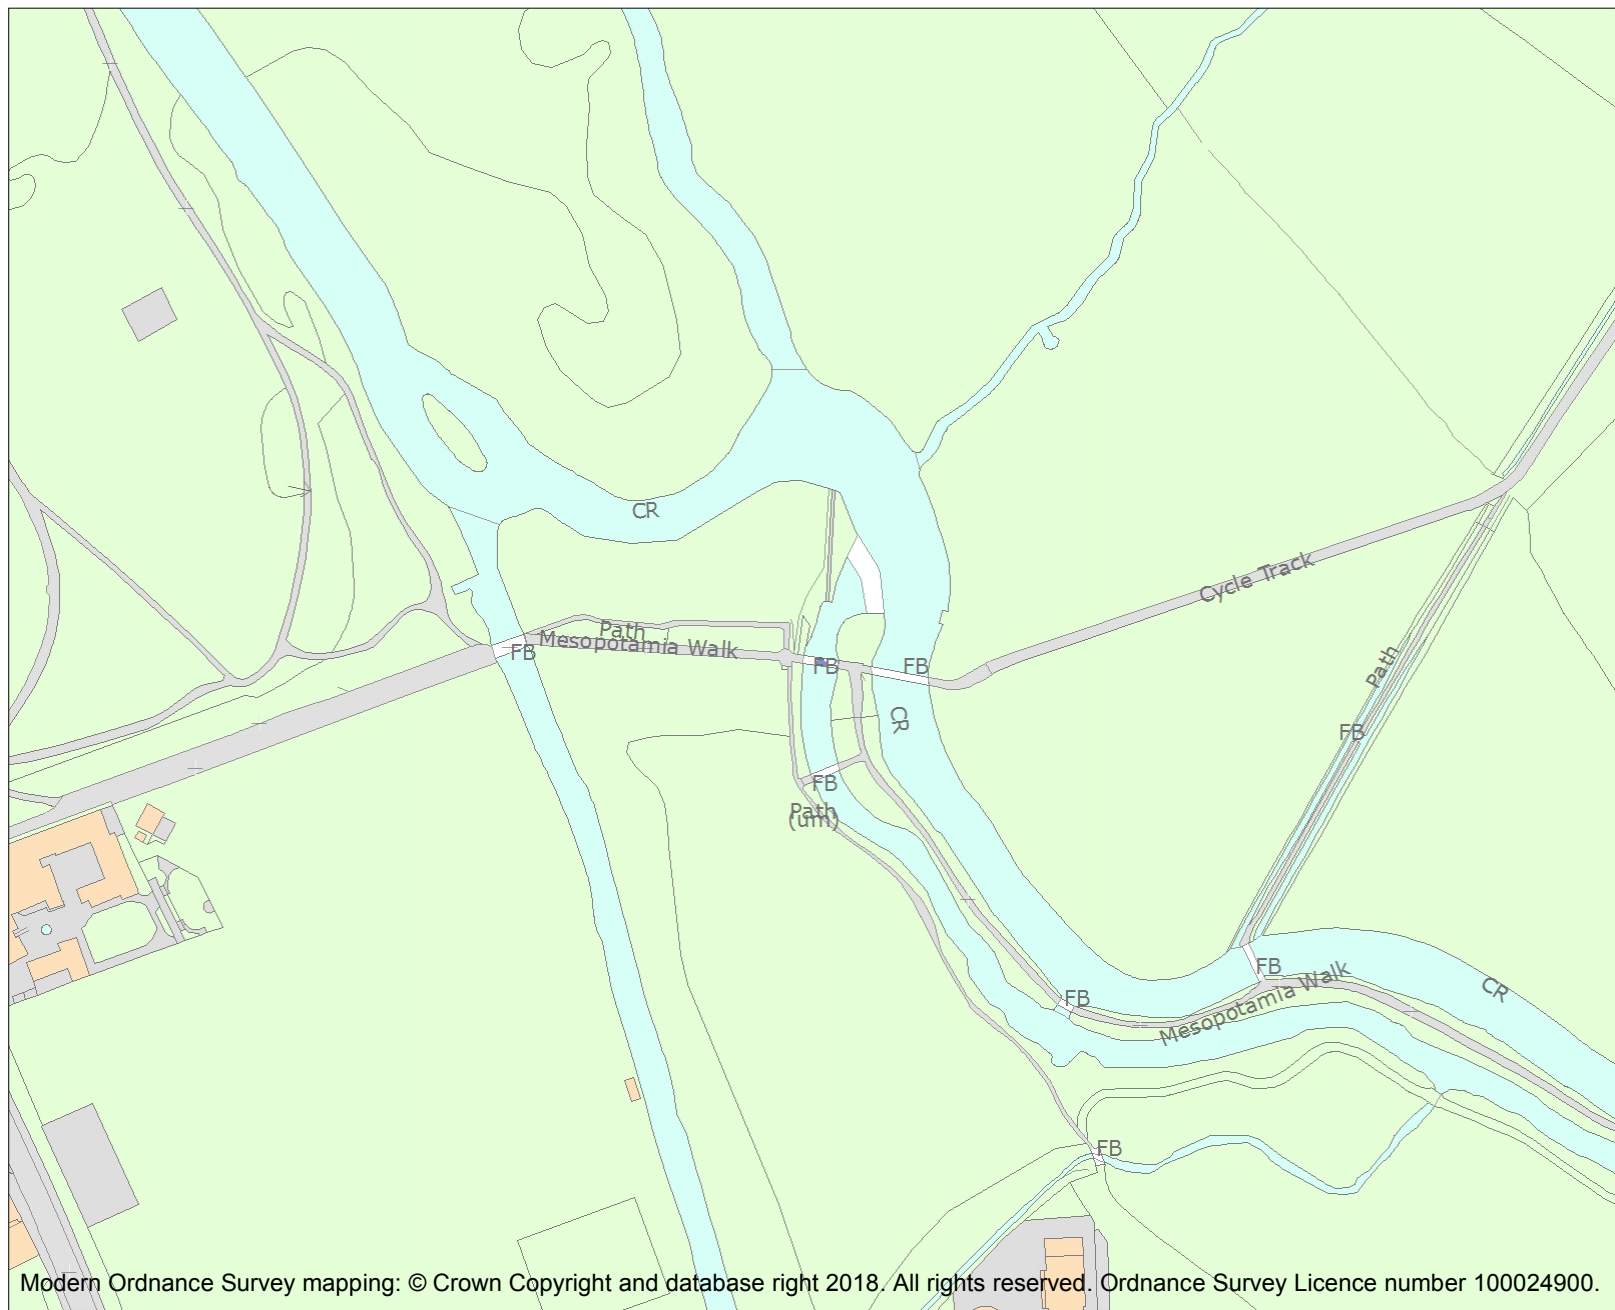 CR
Cycle Track
Path
Mesopotamia Walk
FB
FB
FB
Path
CR
FB
FB
Path
(um)
FB
FB
CR
Mesopotamia Walk
FB
Modern Ordnance Survey mapping: © Crown Copyright and database right 2018. All rights reserved. Ordnance Survey Licence number 100024900.